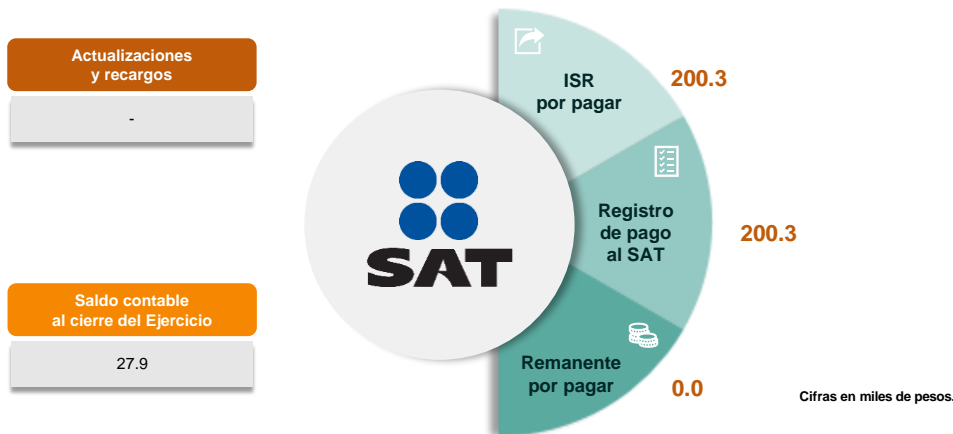 Actualizaciones
y recargos
-
Saldo contable
al cierre del Ejercicio
27.9
SAT
ISR
por pagar
200.3
Registro
de pago
al SAT
200.3
Remanente
por pagar
0.0
Cifras en miles de pesos.